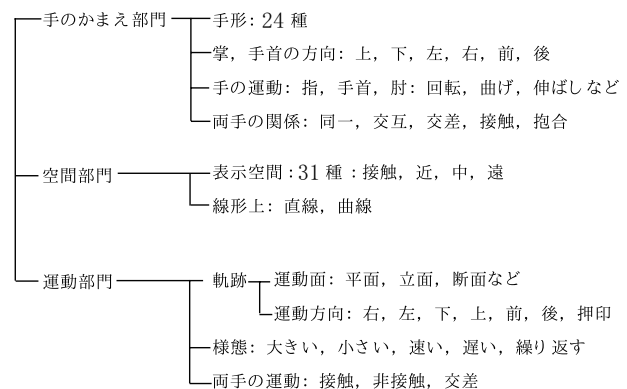 手のかまえ部門 手形: 24 種
掌, 手首の方向: 上, 下, 左, 右, 前, 後
手の運動: 指, 手首, 肘: 回転, 曲げ, 伸ばしなど
両手の関係: 同一, 交互, 交差, 接触, 抱合
空間部門 表示空間: 31 種 : 接触, 近, 中, 遠
線形上: 直線, 曲線
運動部門 軌跡 運動面: 平面, 立面, 断面など
運動方向: 右, 左, 下, 上, 前, 後, 押印
様態: 大きい, 小さい, 速い, 遅い, 繰り返す
両手の運動: 接触, 非接触, 交差